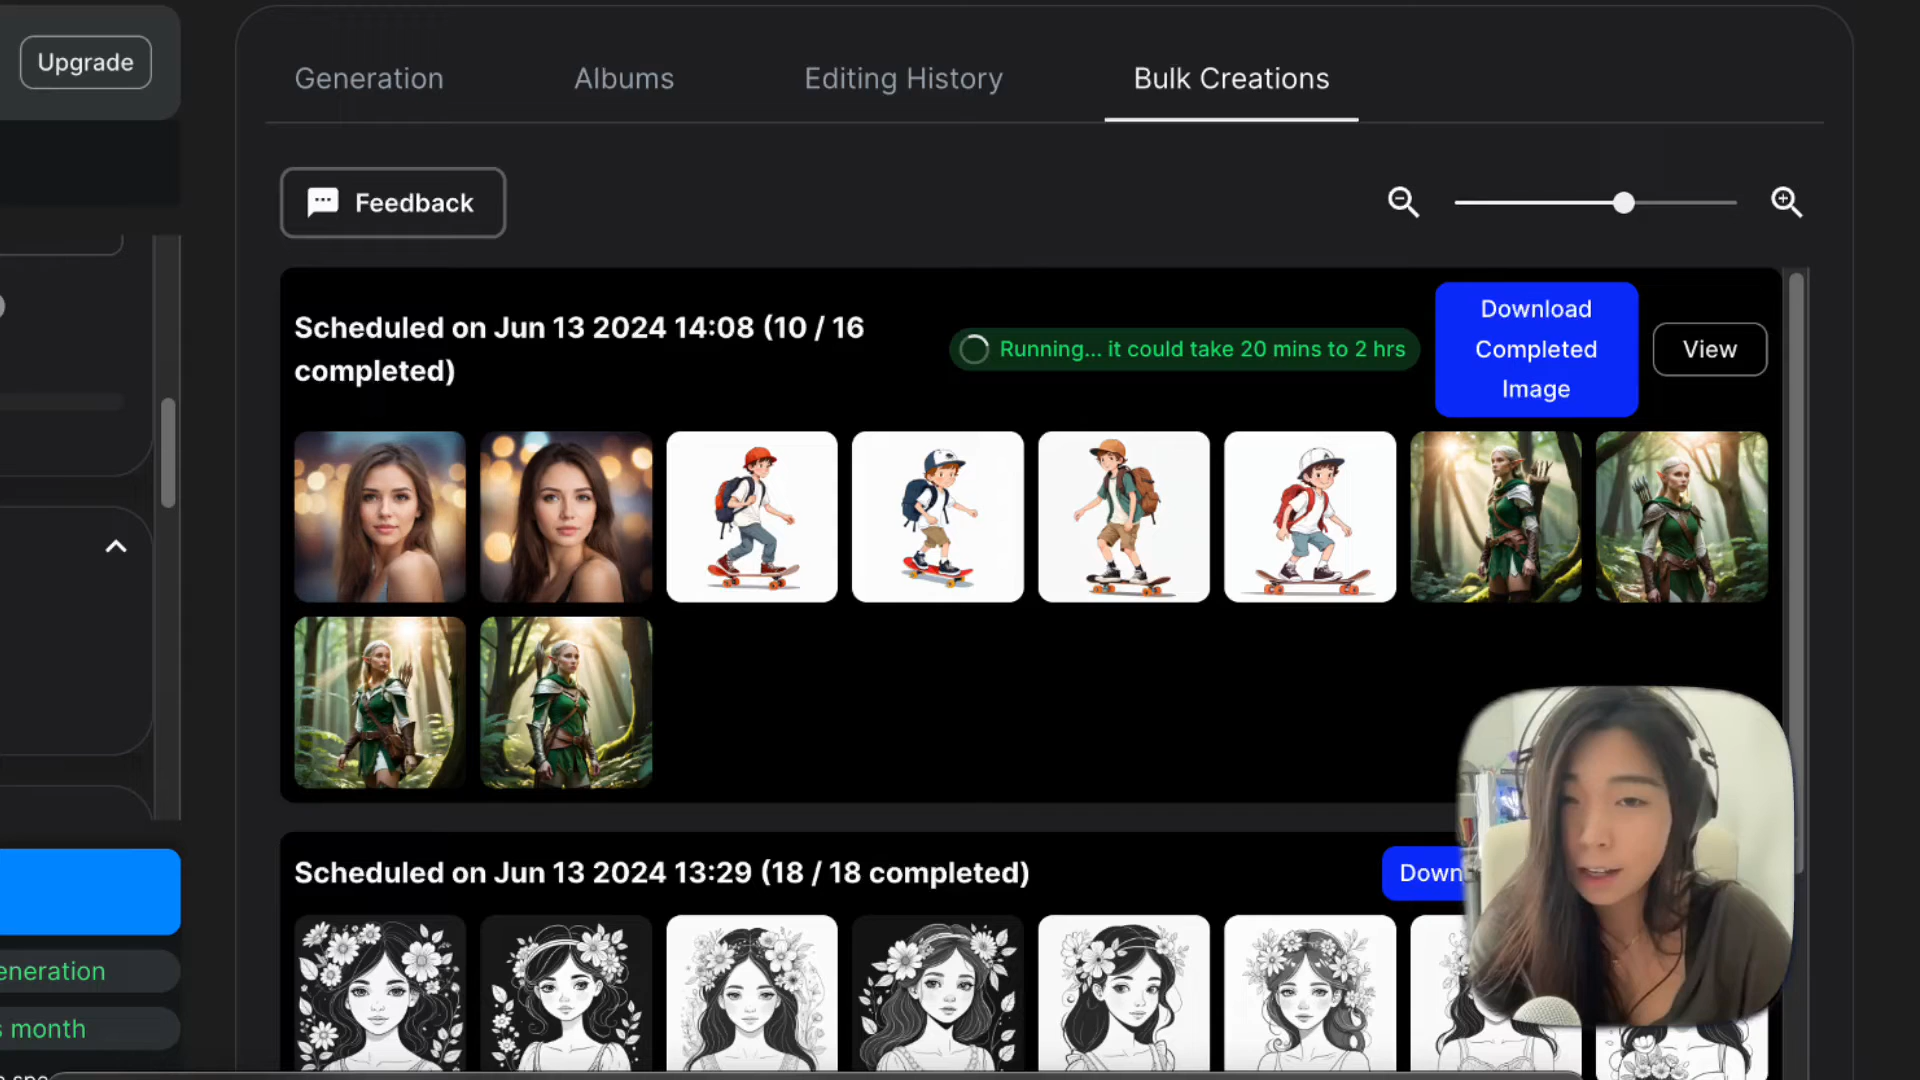 Upgrade
Generation
Albums
Editing History
Bulk Creations
Feedback
Scheduled on Jun 13 2024 14:08 (10 / 16
completed)
Running... it could take 20 mins to 2 hrs
Download
Completed
Image
View
Scheduled on Jun 13 2024 13:29 (18 / 18 completed)
Down
eneration
s month